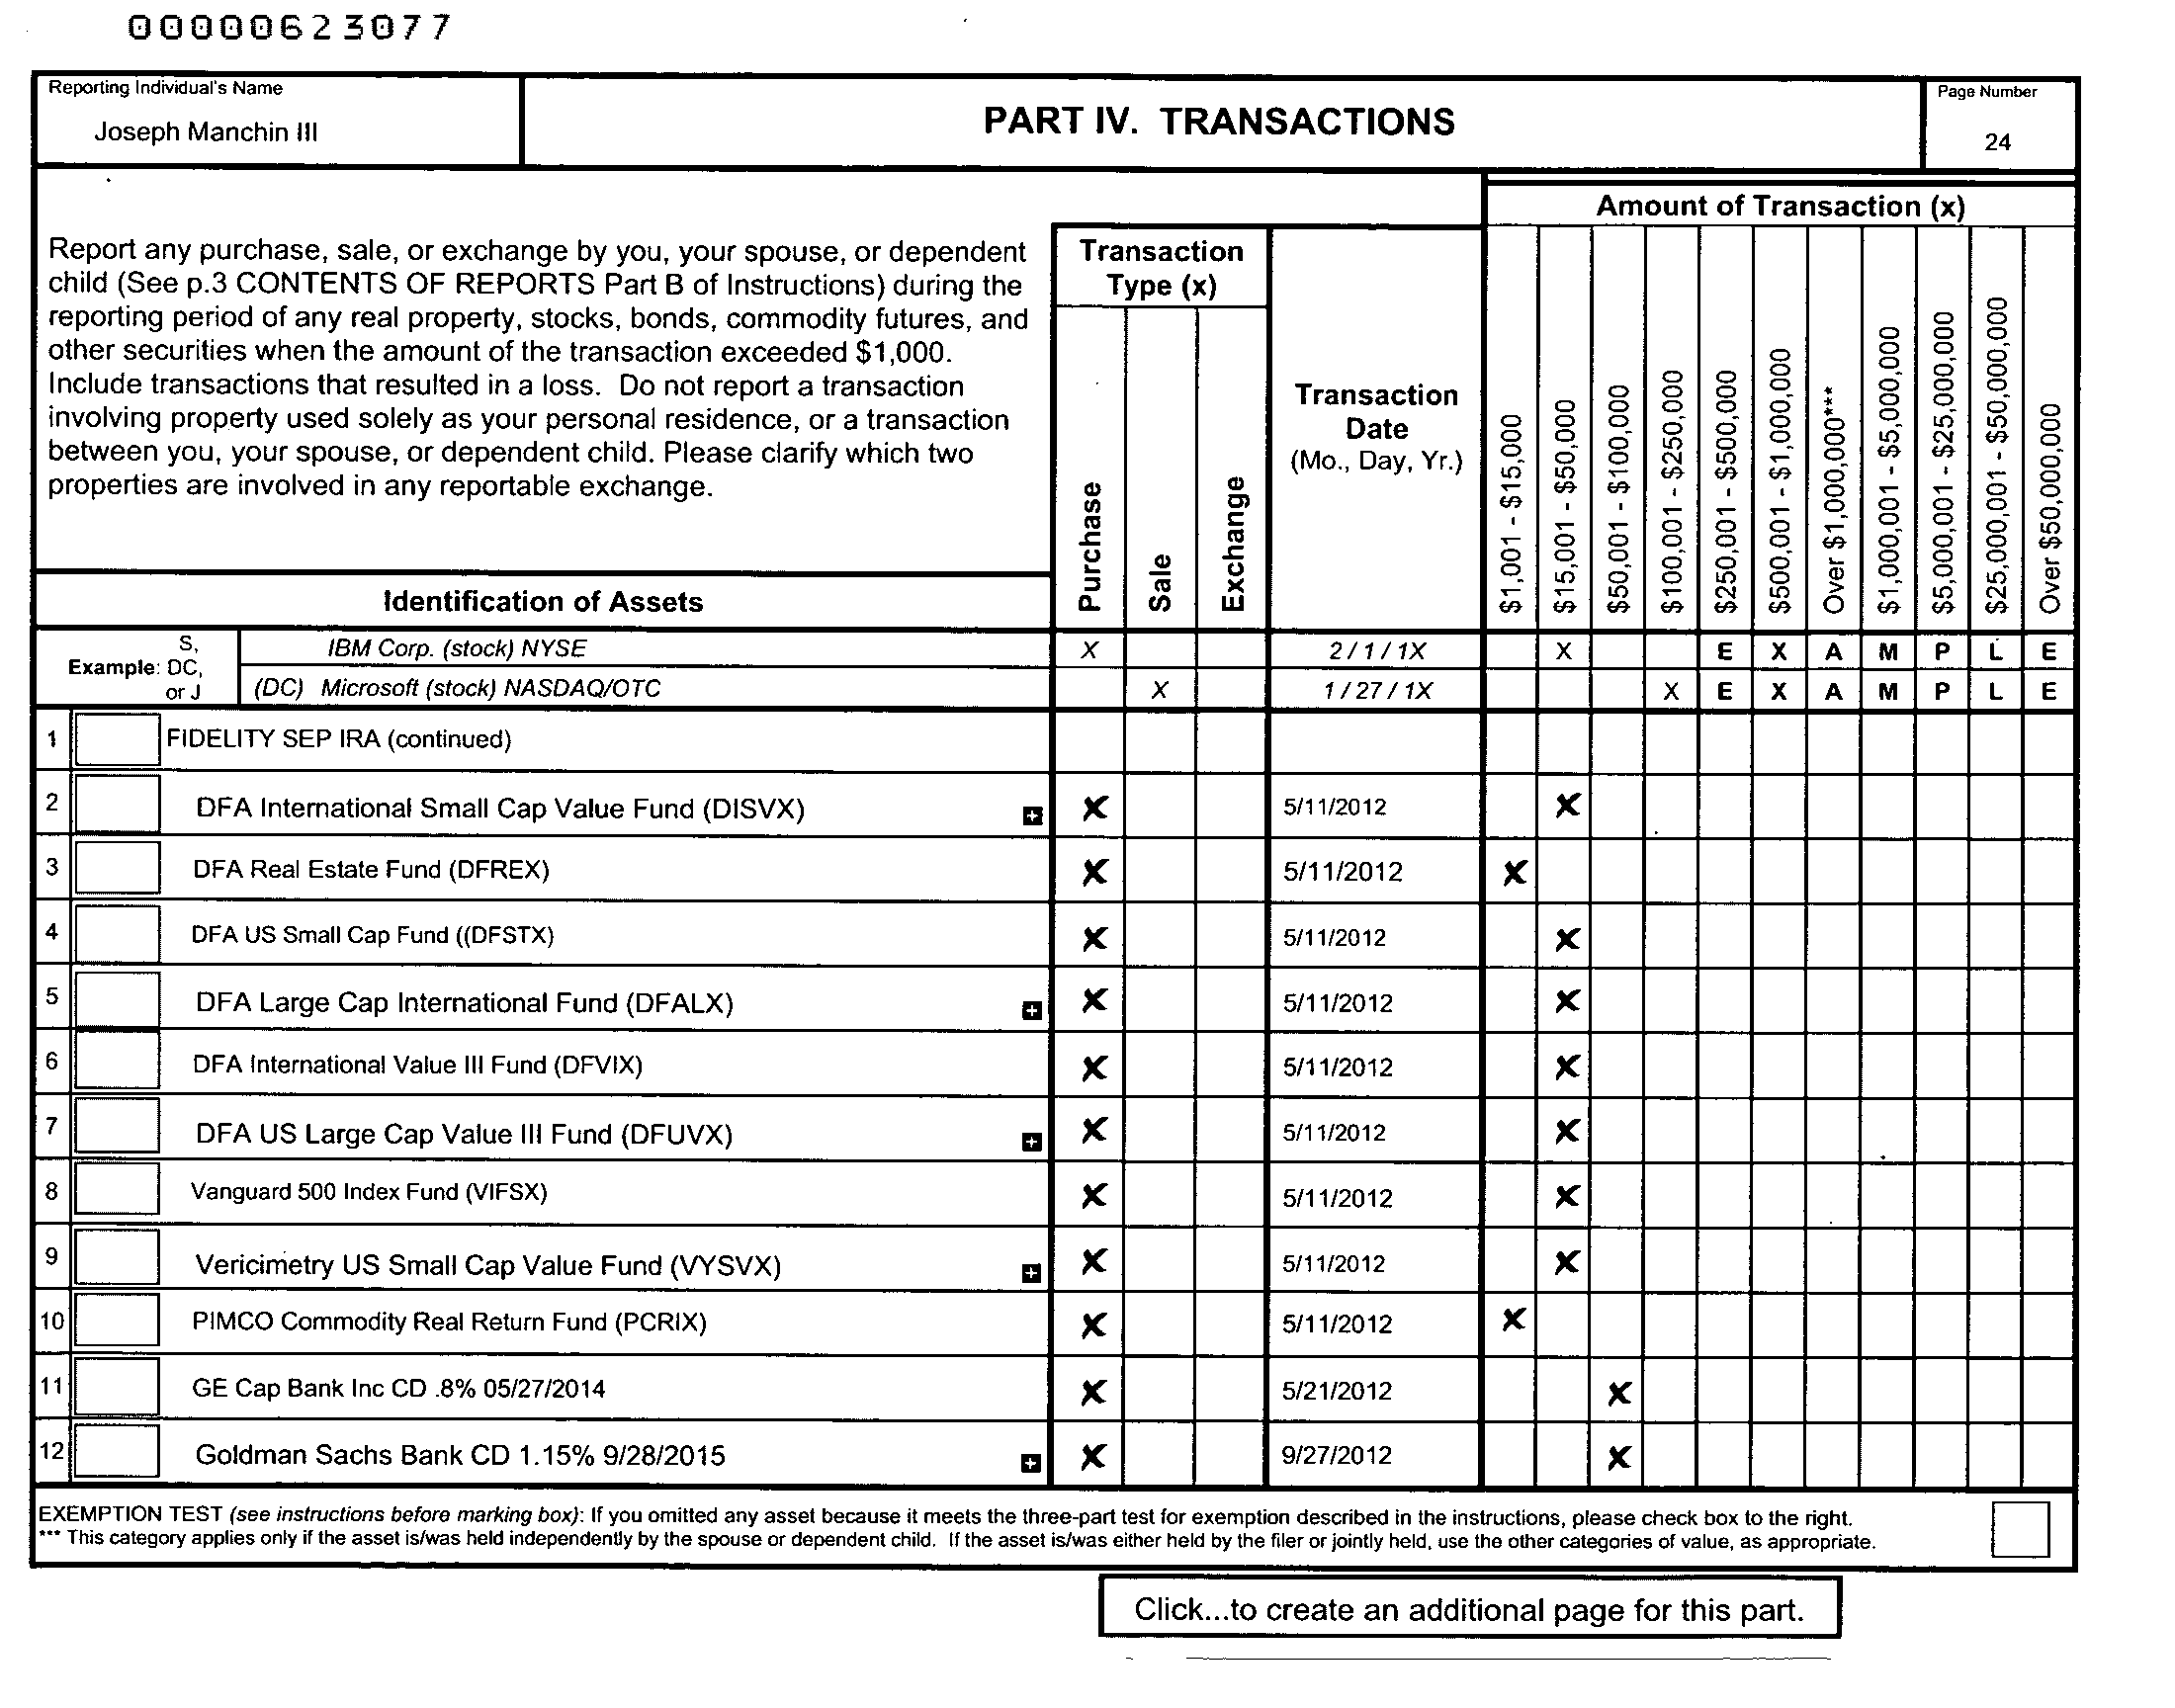 00000623077
Reporting Individual's Name
Joseph Manchin III
PART IV. TRANSACTIONS
Page Number
24
Report any purchase, sale, or exchange by you, your spouse, or dependent
child (See p.3 CONTENTS OF REPORTS Part B of Instructions) during the
reporting period of any real property, stocks, bonds, commodity futures, and
other securities when the amount of the transaction exceeded $1,000.
Include transactions that resulted in a loss. Do not report a transaction
involving property used solely as your personal residence, or a transaction
between you, your spouse, or dependent child. Please clarify which two
properties are involved in any reportable exchange.
Identification of Assets
Transaction
Type (x)
Purchase
Sale
Exchange
Transaction
Date
(Mo., Day, Yr.)
Amount of Transaction (x)
$1,001 - $15,000
$15,001 - $50,000
$50,001 - $100,000
$100,001 - $250,000
$250,001 - $500,000
$500,001 - $1,000,000
Over $1,000,000***
$1,000,001 - $5,000,000
$5,000,001 - $25,000,000
$25,000,001 - $50,000,000
Over $50,000,000
Example: S, DC, or J
IBM Corp. (stock) NYSE X 2 / 1 / 1X X E X A M P L E
(DC) Microsoft (stock) NASDAQ/OTC X 1 / 27 / 1X X E X A M P L E
1 FIDELITY SEP IRA (continued)
2 DFA International Small Cap Value Fund (DISVX) + X 5/11/2012 X
3 DFA Real Estate Fund (DFREX) X 5/11/2012 X
4 DFA US Small Cap Fund ((DFSTX) X 5/11/2012 X
5 DFA Large Cap International Fund (DFALX) + X 5/11/2012 X
6 DFA International Value III Fund (DFVIX) X 5/11/2012 X
7 DFA US Large Cap Value III Fund (DFUVX) + X 5/11/2012 X
8 Vanguard 500 Index Fund (VIFSX) X 5/11/2012 X
9 Vericimetry US Small Cap Value Fund (VYSVX) + X 5/11/2012 X
10 PIMCO Commodity Real Return Fund (PCRIX) X 5/11/2012 X
11 GE Cap Bank Inc CD .8% 05/27/2014 X 5/21/2012 X
12 Goldman Sachs Bank CD 1.15% 9/28/2015 + X 9/27/2012 X
EXEMPTION TEST (see instructions before marking box): If you omitted any asset because it meets the three-part test for exemption described in the instructions, please check box to the right.
*** This category applies only if the asset is/was held independently by the spouse or dependent child. If the asset is/was either held by the filer or jointly held, use the other categories of value, as appropriate.
Click...to create an additional page for this part.